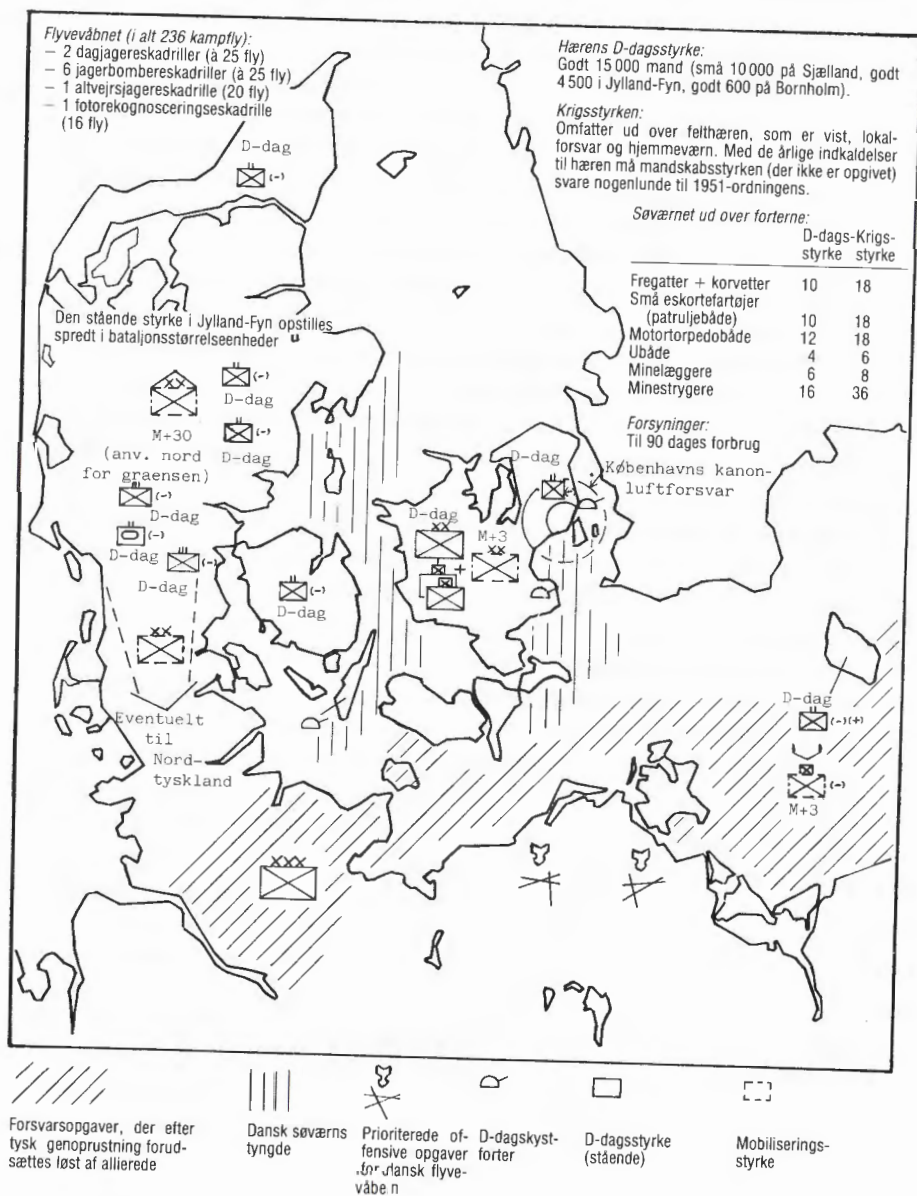 Flyvevåbnet (i alt 236 kampfly):
– 2 dagjagereskadriller (à 25 fly)
– 6 jagerbombereskadriller (à 25 fly)
– 1 altvejrsjagereskadrille (20 fly)
– 1 fotorekognosceringseskadrille
(16 fly)
Hærens D-dagsstyrke:
Godt 15 000 mand (små 10 000 på Sjælland, godt
4 500 i Jylland-Fyn, godt 600 på Bornholm).
Krigsstyrken:
Omfatter ud over felthæren, som er vist, lokal-
forsvar og hjemmeværn. Med de årlige indkaldelser
til hæren må mandskabsstyrken (der ikke er opgivet)
svare nogenlunde til 1951-ordningens.
Søværnet ud over forterne:
D-dags-Krigs-
styrke styrke
Fregatter + korvetter 10 18
Små eskortefartøjer
(patruljebåde) 10 18
Motortorpedobåde 12 18
Ubåde 4 6
Minelæggere 6 8
Minestrygere 16 36
Forsyninger:
Til 90 dages forbrug
D-dag
(-)
Den stående styrke i Jylland-Fyn opstilles
spredt i bataljonsstørrelseenheder
XX
(-)
D-dag
M+30
(anv. nord
for graensen)
(-)
D-dag
(-)
D-dag
(-)
D-dag
(-)
D-dag
XX
Eventuelt
til
Nord-
tyskland
(-)
D-dag
D-dag
(-)
Københavns kanon-
luftforsvar
D-dag
XX
+
M+3
XX
D-dag
(-)(+)
(-)
M+3
XXX
Forsvarsopgaver, der efter
tysk genoprustning forud-
sættes løst af allierede
Dansk søværns
tyngde
Prioriterede of-
fensive opgaver
for dansk flyve-
våben
D-dagskyst-
forter
D-dagsstyrke
(stående)
Mobiliserings-
styrke